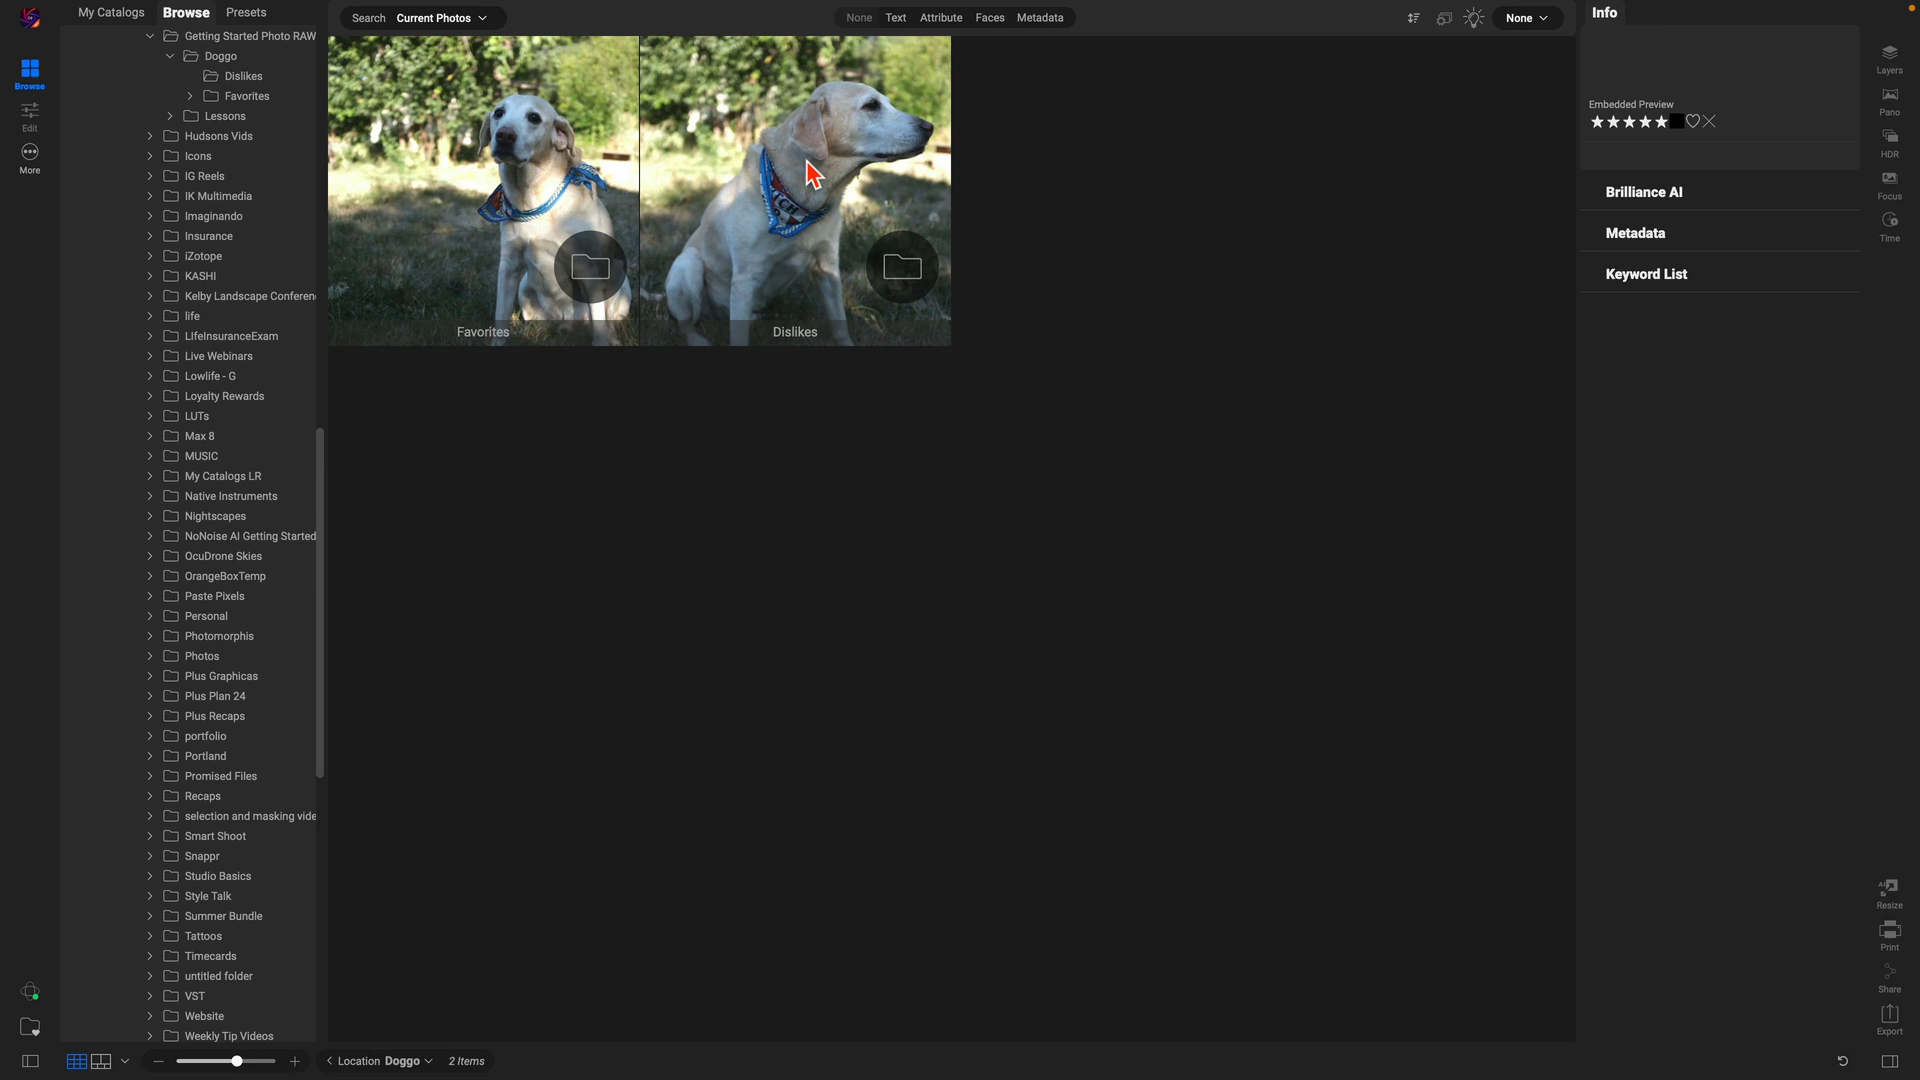 My Catalogs Browse Presets
Search Current Photos
None Text Attribute Faces Metadata
None
Info
Browse
Edit
More
Getting Started Photo RAW
Doggo
Dislikes
Favorites
Lessons
Hudsons Vids
Icons
IG Reels
IK Multimedia
Imaginando
Insurance
iZotope
KASHI
Kelby Landscape Conferen
life
LIfeInsuranceExam
Live Webinars
Lowlife - G
Loyalty Rewards
LUTs
Max 8
MUSIC
My Catalogs LR
Native Instruments
Nightscapes
NoNoise AI Getting Started
OcuDrone Skies
OrangeBoxTemp
Paste Pixels
Personal
Photomorphis
Photos
Plus Graphicas
Plus Plan 24
Plus Recaps
portfolio
Portland
Promised Files
Recaps
selection and masking vide
Smart Shoot
Snappr
Studio Basics
Style Talk
Summer Bundle
Tattoos
Timecards
untitled folder
VST
Website
Weekly Tip Videos
Favorites
Dislikes
Embedded Preview
Brilliance AI
Metadata
Keyword List
Layers
Pano
HDR
Focus
Time
AI
Resize
Print
Share
Export
Location Doggo 2 Items